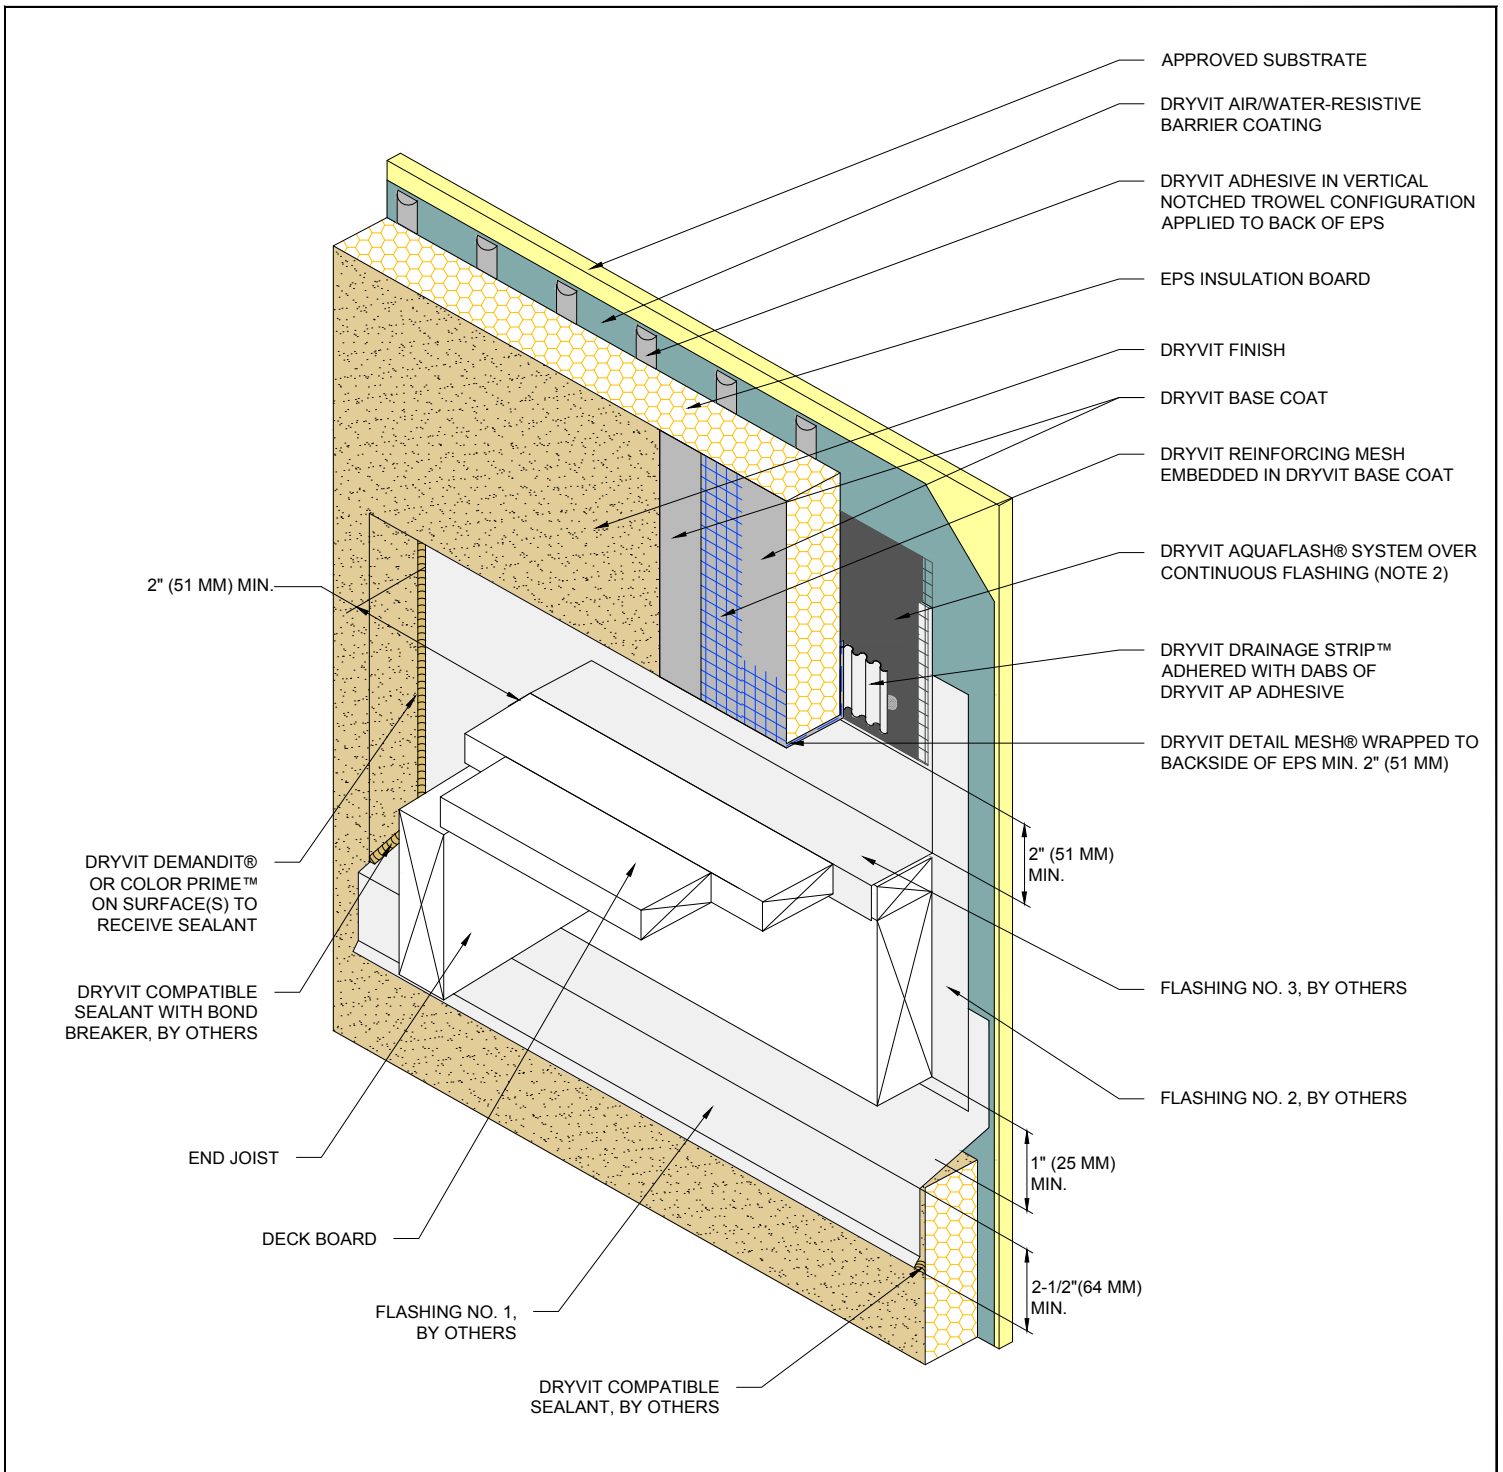 APPROVED SUBSTRATE
DRYVIT AIR/WATER-RESISTIVE
BARRIER COATING
DRYVIT ADHESIVE IN VERTICAL
NOTCHED TROWEL CONFIGURATION
APPLIED TO BACK OF EPS
EPS INSULATION BOARD
DRYVIT FINISH
DRYVIT BASE COAT
DRYVIT REINFORCING MESH
EMBEDDED IN DRYVIT BASE COAT
DRYVIT AQUAFLASH® SYSTEM OVER
CONTINUOUS FLASHING (NOTE 2)
DRYVIT DRAINAGE STRIP™
ADHERED WITH DABS OF
DRYVIT AP ADHESIVE
DRYVIT DETAIL MESH® WRAPPED TO
BACKSIDE OF EPS MIN. 2" (51 MM)
2" (51 MM)
MIN.
FLASHING NO. 3, BY OTHERS
FLASHING NO. 2, BY OTHERS
1" (25 MM)
MIN.
2-1/2"(64 MM)
MIN.
2" (51 MM) MIN.
DRYVIT DEMANDIT®
OR COLOR PRIME™
ON SURFACE(S) TO
RECEIVE SEALANT
DRYVIT COMPATIBLE
SEALANT WITH BOND
BREAKER, BY OTHERS
END JOIST
DECK BOARD
FLASHING NO. 1,
BY OTHERS
DRYVIT COMPATIBLE
SEALANT, BY OTHERS